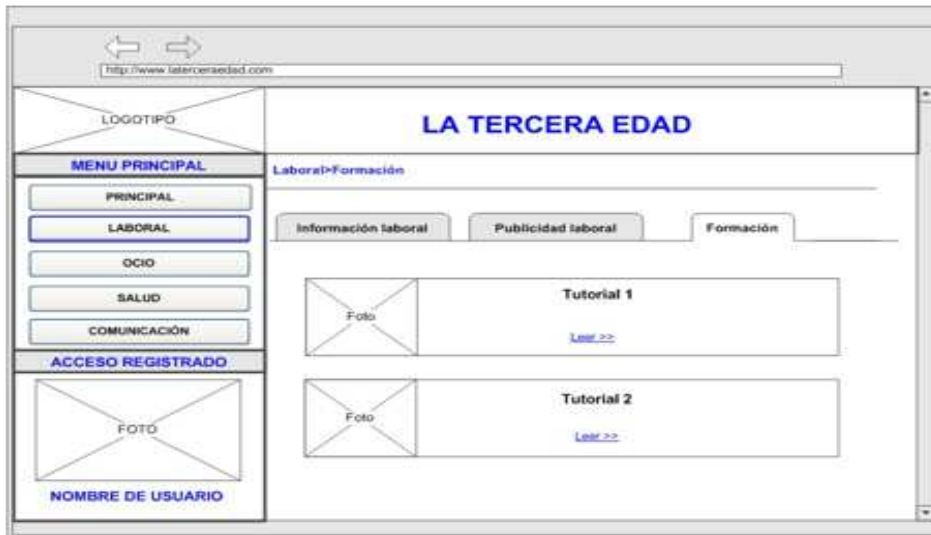 http://www.laterceraedad.com
LOGOTIPO
LA TERCERA EDAD
MENU PRINCIPAL
Laboral>Formación
PRINCIPAL
LABORAL
OCIO
SALUD
COMUNICACIÓN
Información laboral
Publicidad laboral
Formación
Foto
Tutorial 1
Leer >>
Foto
Tutorial 2
Leer >>
ACCESO REGISTRADO
FOTO
NOMBRE DE USUARIO